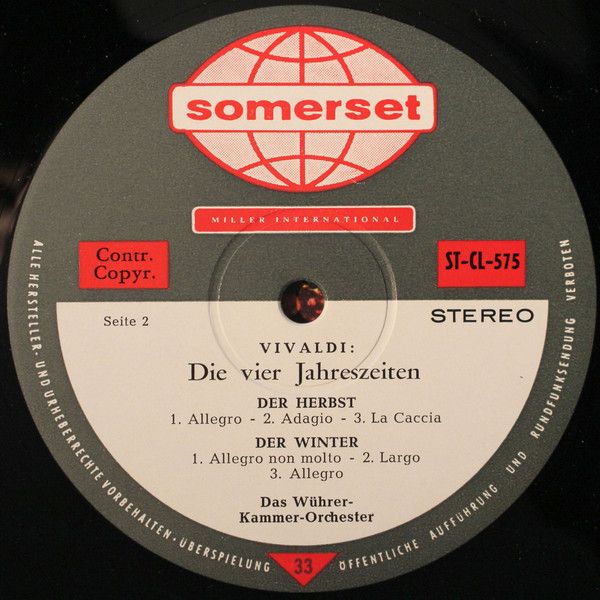 somerset
MILLER INTERNATIONAL
Contr.
Copyr.
ST-CL-575
Seite 2
STEREO
VIVALDI:
Die vier Jahreszeiten
DER HERBST
1. Allegro - 2. Adagio - 3. La Caccia
DER WINTER
1. Allegro non molto - 2. Largo
3. Allegro
Das Wührer-
Kammer-Orchester
ALLE HERSTELLER- UND URHEBERRECHTE VORBEHALTEN · ÜBERSPIELUNG
33
ÖFFENTLICHE AUFFÜHRUNG UND RUNDFUNKSENDUNG VERBOTEN